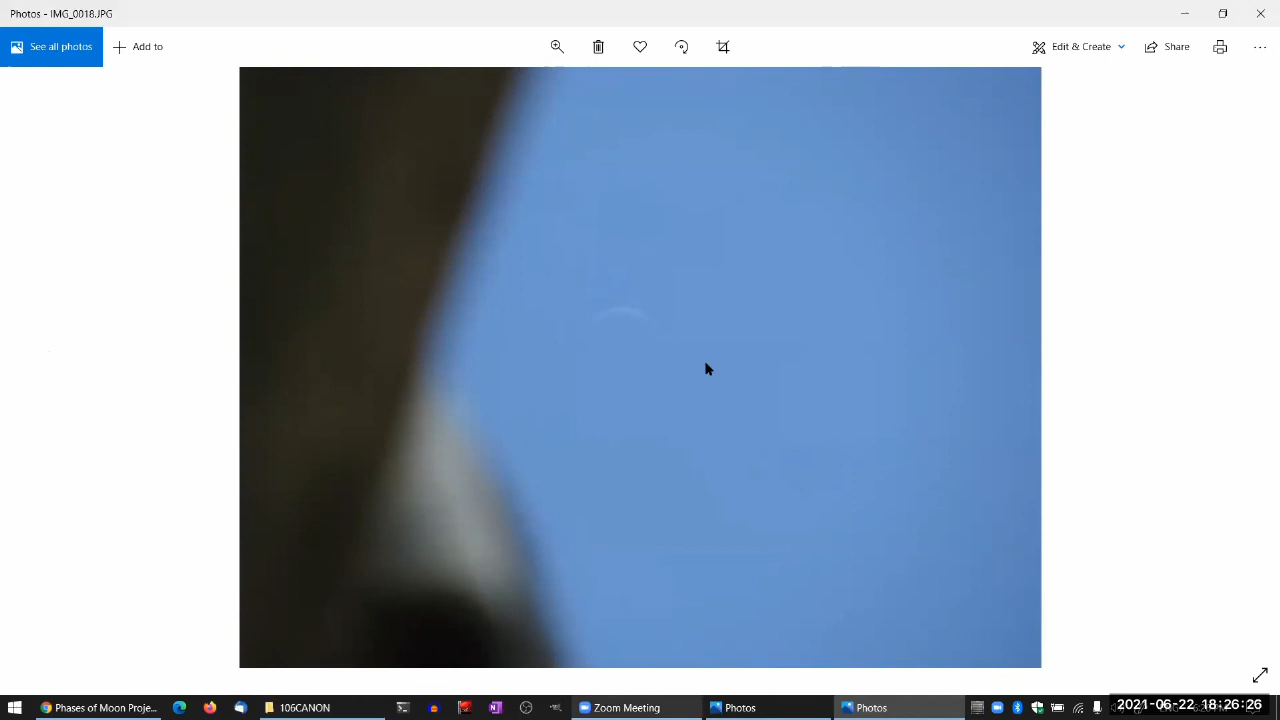 Photos - IMG_0018.JPG
See all photos
Add to
Edit & Create
Share
Phases of Moon Proje...
106CANON
Zoom Meeting
Photos
Photos
2021-06-22 18:26:26